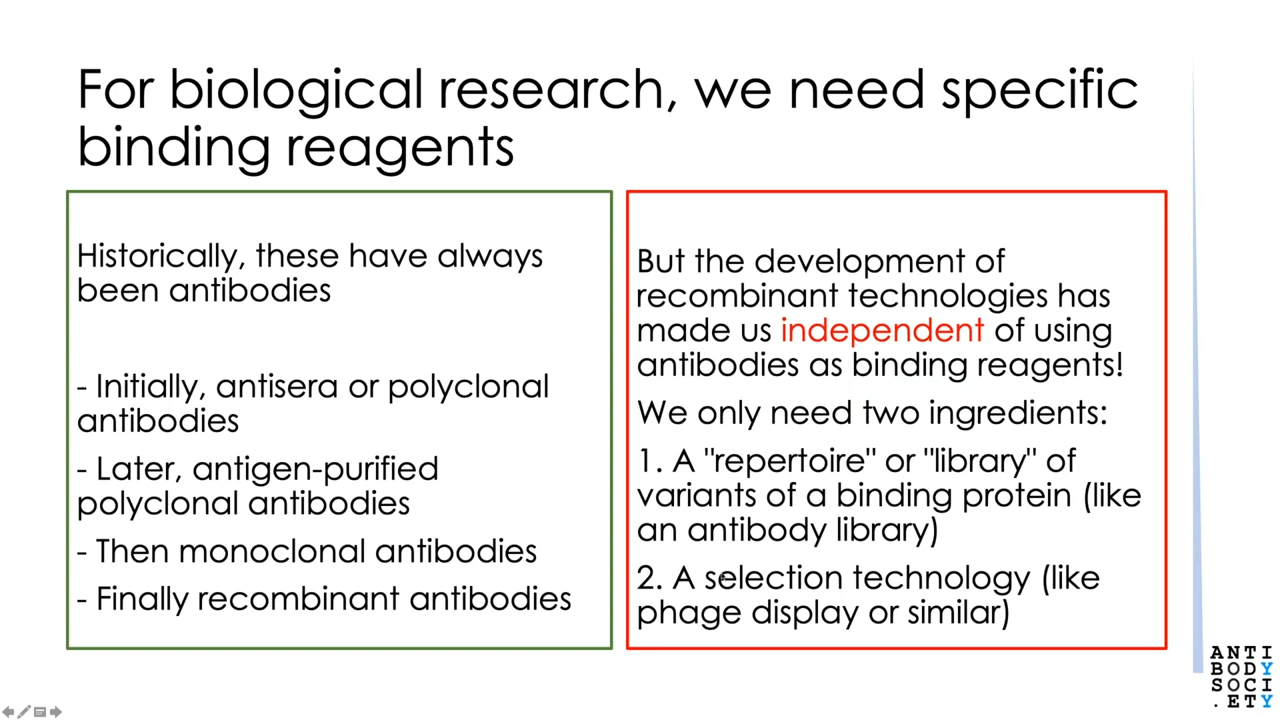 For biological research, we need specific
binding reagents
Historically, these have always
been antibodies
- Initially, antisera or polyclonal
antibodies
- Later, antigen-purified
polyclonal antibodies
- Then monoclonal antibodies
- Finally recombinant antibodies
But the development of
recombinant technologies has
made us independent of using
antibodies as binding reagents!
We only need two ingredients:
1. A "repertoire" or "library" of
variants of a binding protein (like
an antibody library)
2. A selection technology (like
phage display or similar)
ANTI
BODY
SOCI
.ETY